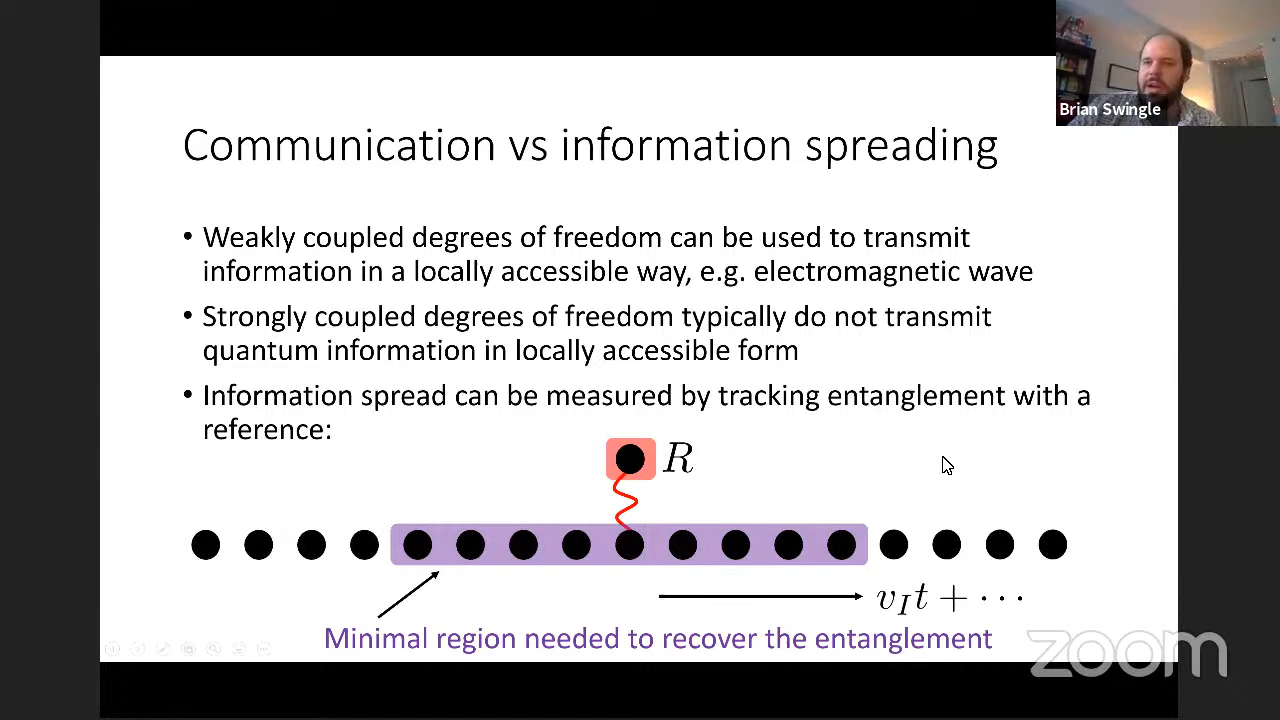 Brian Swingle
Communication vs information spreading
• Weakly coupled degrees of freedom can be used to transmit
information in a locally accessible way, e.g. electromagnetic wave
• Strongly coupled degrees of freedom typically do not transmit
quantum information in locally accessible form
• Information spread can be measured by tracking entanglement with a
reference:
R
v_I t + ⋯
Minimal region needed to recover the entanglement
zoom